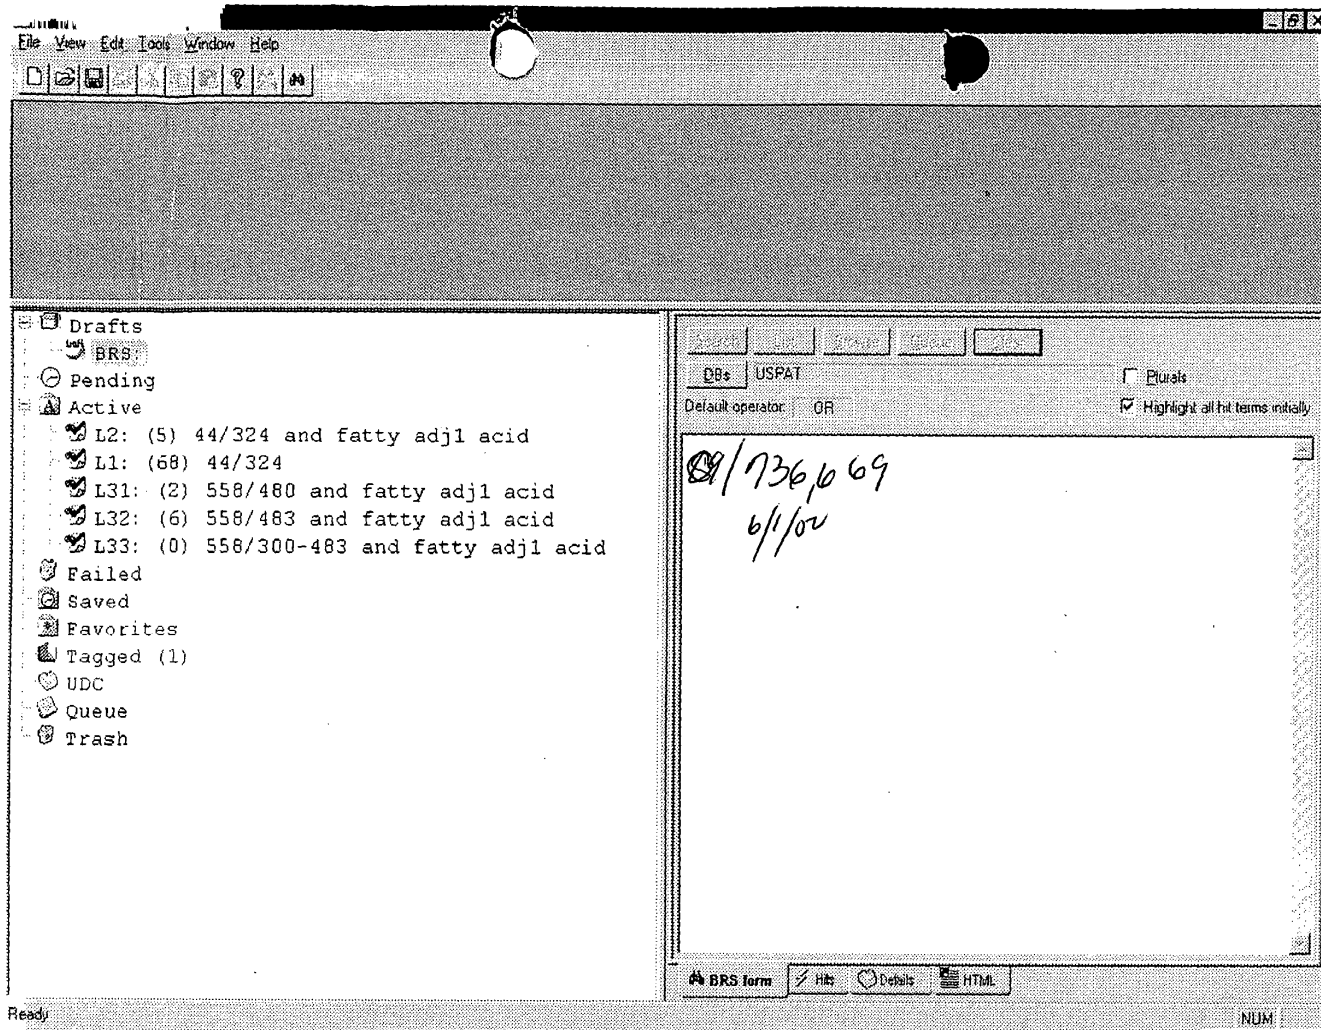 File View Edit Tools Window Help
Drafts
BRS:
Pending
Active
L2: (5) 44/324 and fatty adj1 acid
L1: (68) 44/324
L31: (2) 558/480 and fatty adj1 acid
L32: (6) 558/483 and fatty adj1 acid
L33: (0) 558/300-483 and fatty adj1 acid
Failed
Saved
Favorites
Tagged (1)
UDC
Queue
Trash
DBs USPAT
Plurals
Default operator: OR
Highlight all hit terms initially
09/736,669
6/1/02
BRS form Hits Details HTML
Ready NUM